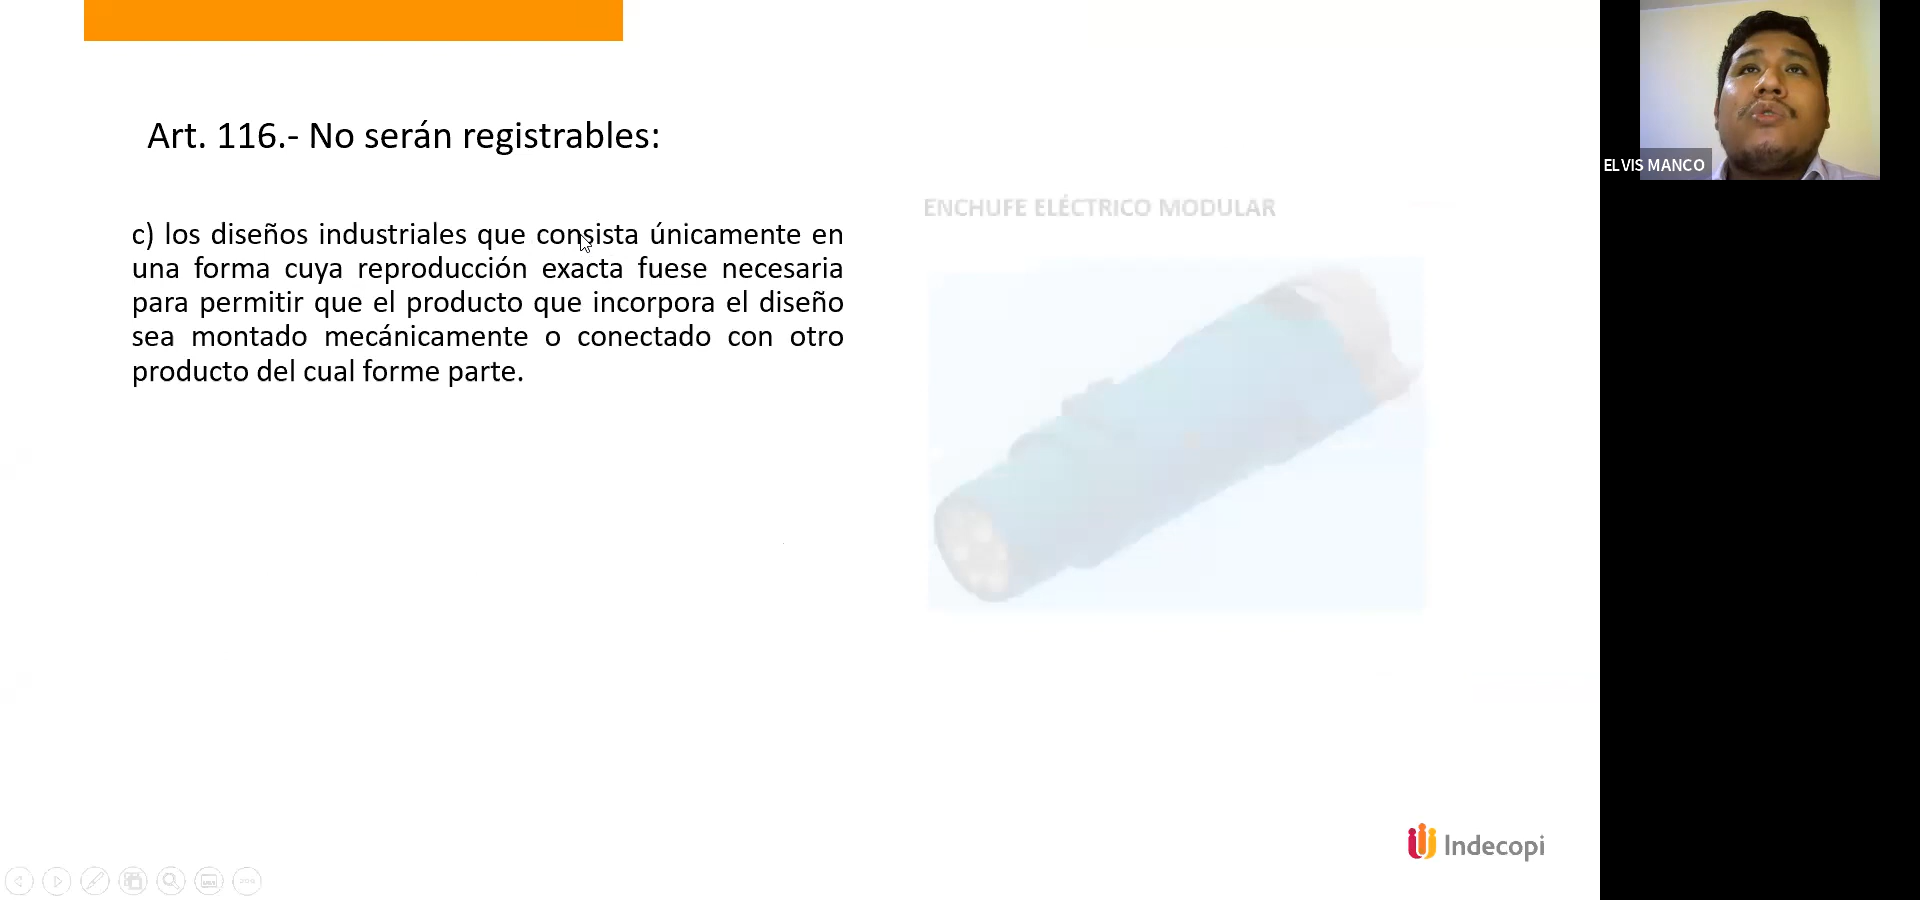 Art. 116.- No serán registrables:
c) los diseños industriales que consista únicamente en
una forma cuya reproducción exacta fuese necesaria
para permitir que el producto que incorpora el diseño
sea montado mecánicamente o conectado con otro
producto del cual forme parte.
ENCHUFE ELÉCTRICO MODULAR
ELVIS MANCO
Indecopi